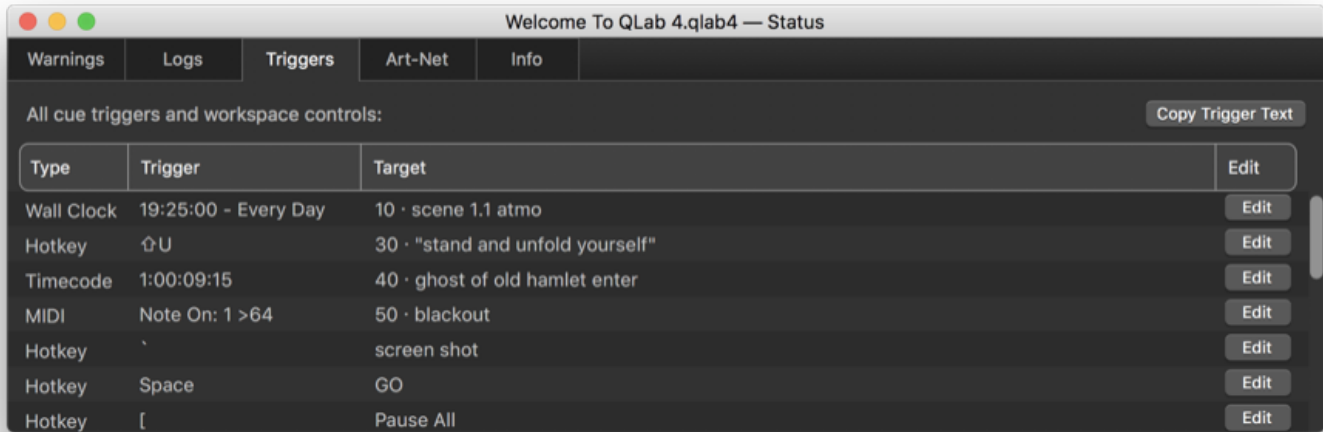 Welcome To QLab 4.qlab4 — Status
Warnings Logs Triggers Art-Net Info
All cue triggers and workspace controls: Copy Trigger Text
Type Trigger Target Edit
Wall Clock 19:25:00 - Every Day 10 · scene 1.1 atmo Edit
Hotkey ⇧U 30 · "stand and unfold yourself" Edit
Timecode 1:00:09:15 40 · ghost of old hamlet enter Edit
MIDI Note On: 1 >64 50 · blackout Edit
Hotkey ` screen shot Edit
Hotkey Space GO Edit
Hotkey [ Pause All Edit